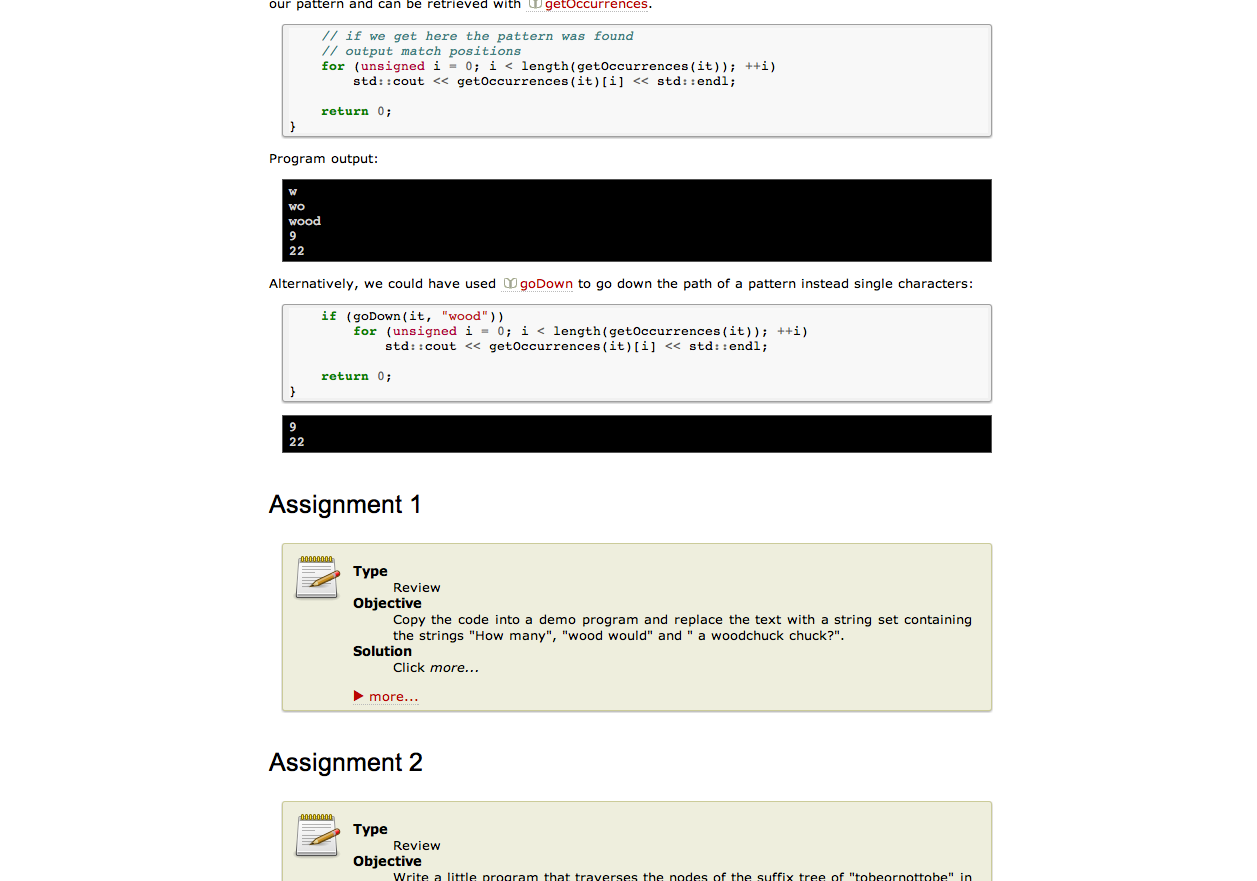 our pattern and can be retrieved with getOccurrences.
// if we get here the pattern was found
// output match positions
for (unsigned i = 0; i < length(getOccurrences(it)); ++i)
std::cout << getOccurrences(it)[i] << std::endl;
return 0;
}
Program output:
w
wo
wood
9
22
Alternatively, we could have used goDown to go down the path of a pattern instead single characters:
if (goDown(it, "wood"))
for (unsigned i = 0; i < length(getOccurrences(it)); ++i)
std::cout << getOccurrences(it)[i] << std::endl;
return 0;
}
9
22
Assignment 1
Type
Review
Objective
Copy the code into a demo program and replace the text with a string set containing
the strings "How many", "wood would" and " a woodchuck chuck?".
Solution
Click more...
more...
Assignment 2
Type
Review
Objective
Write a little program that traverses the nodes of the suffix tree of "tobeornottobe" in